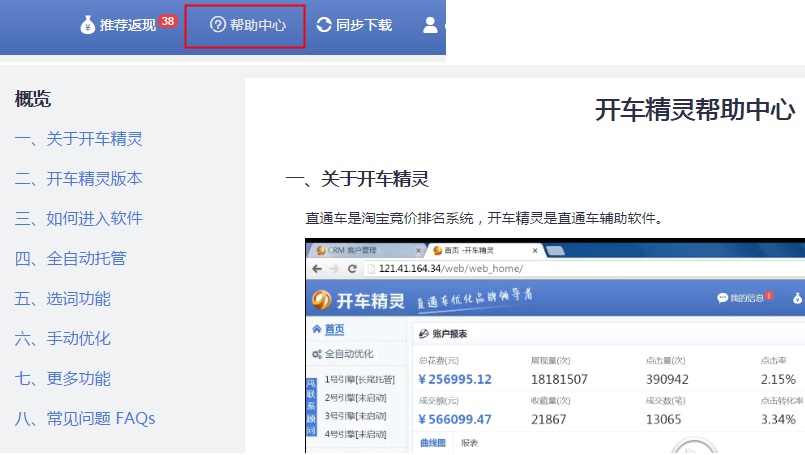 推荐返现 38 帮助中心 同步下载
概览
一、关于开车精灵
二、开车精灵版本
三、如何进入软件
四、全自动托管
五、选词功能
六、手动优化
七、更多功能
八、常见问题 FAQs
开车精灵帮助中心
一、关于开车精灵
直通车是淘宝竞价排名系统，开车精灵是直通车辅助软件。
CRM 客户管理 × 首页 -开车精灵 ×
121.41.164.34/web/web_home/
开车精灵 直通车优化品牌领导者 我的信息
首页
全自动优化
1号引擎[长尾托管]
2号引擎[未启动]
3号引擎[未启动]
4号引擎[未启动]
联系顾问
账户报表
总花费(元) 展现量(次) 点击量(次) 点击率
￥256995.12 18181507 390942 2.15%
成交额(元) 收藏量(次) 成交数(笔) 点击转化率
￥566099.47 21867 13065 3.34%
曲线图 报表